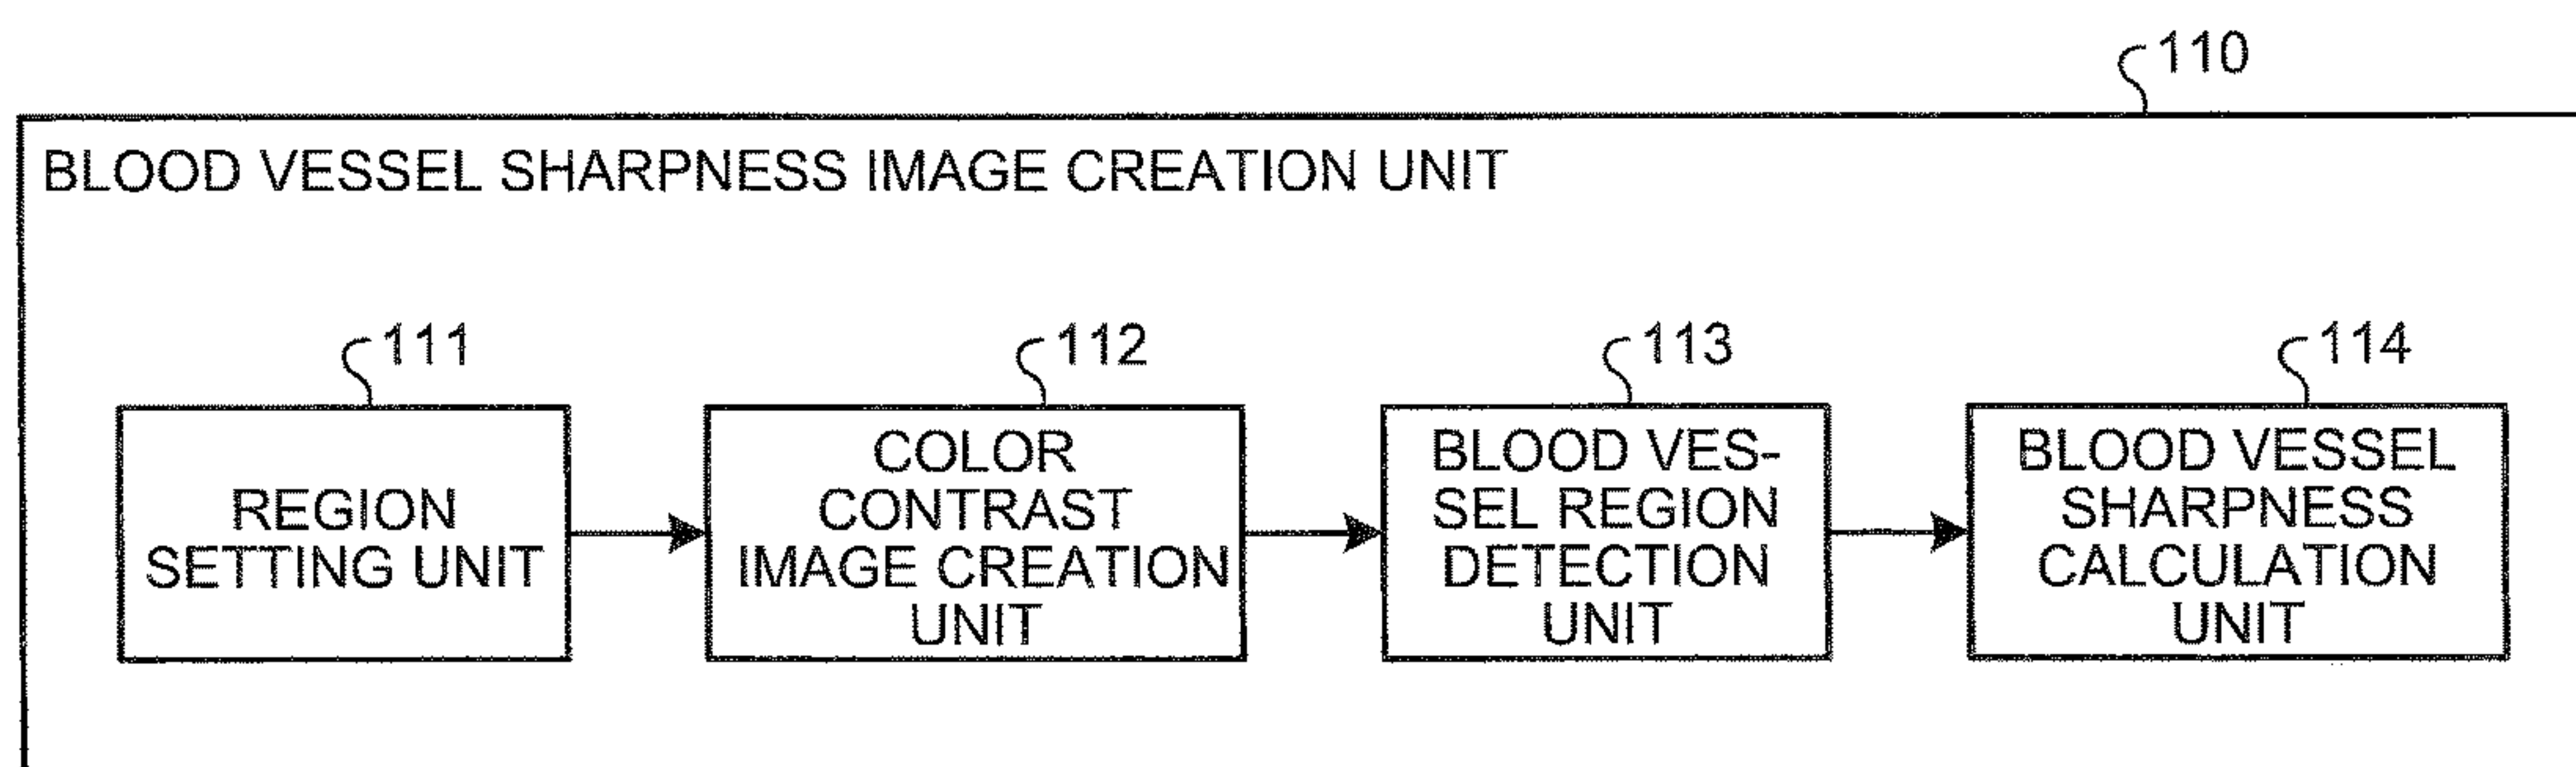 110
BLOOD VESSEL SHARPNESS IMAGE CREATION UNIT
111
REGION
SETTING UNIT
112
COLOR
CONTRAST
IMAGE CREATION
UNIT
113
BLOOD VES-
SEL REGION
DETECTION
UNIT
114
BLOOD VESSEL
SHARPNESS
CALCULATION
UNIT